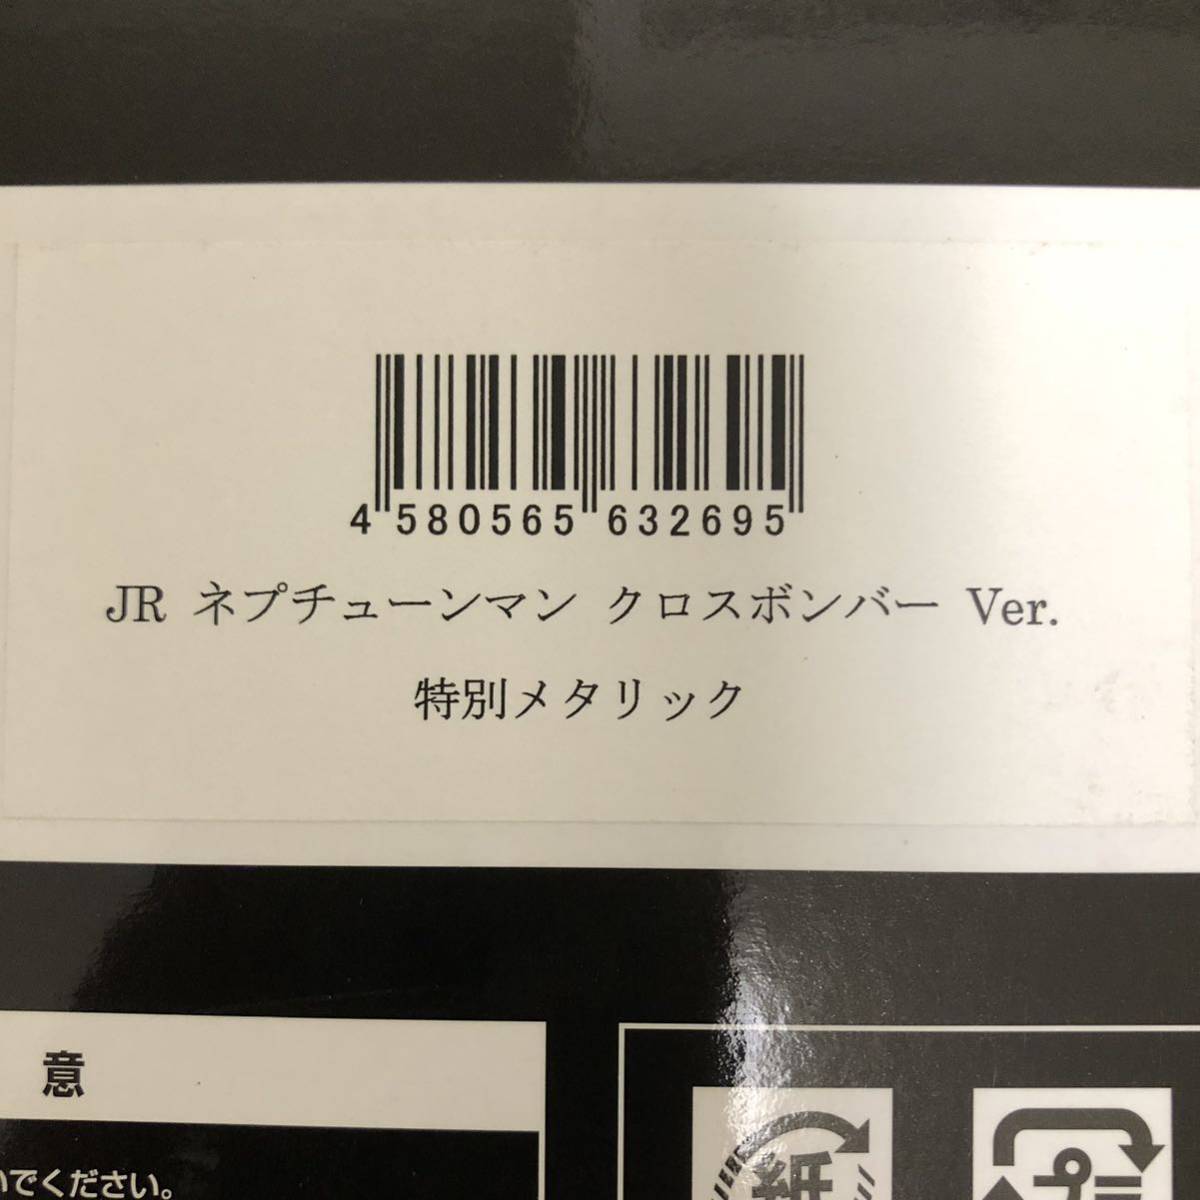 4 580565 632695
JR ネプチューンマン クロスボンバー Ver.
特別メタリック
意
いでください。
紙
プ